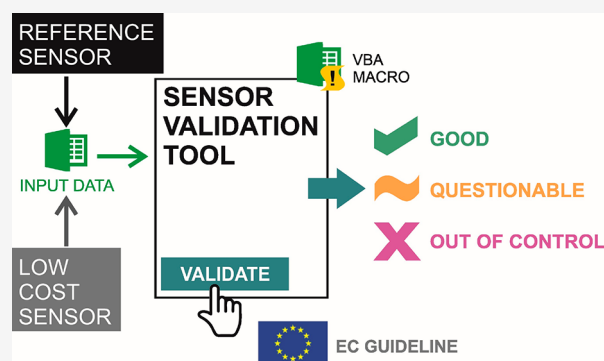 REFERENCE
SENSOR
VBA
MACRO
SENSOR
VALIDATION
TOOL
INPUT DATA
GOOD
QUESTIONABLE
OUT OF CONTROL
LOW
COST
SENSOR
VALIDATE
EC GUIDELINE